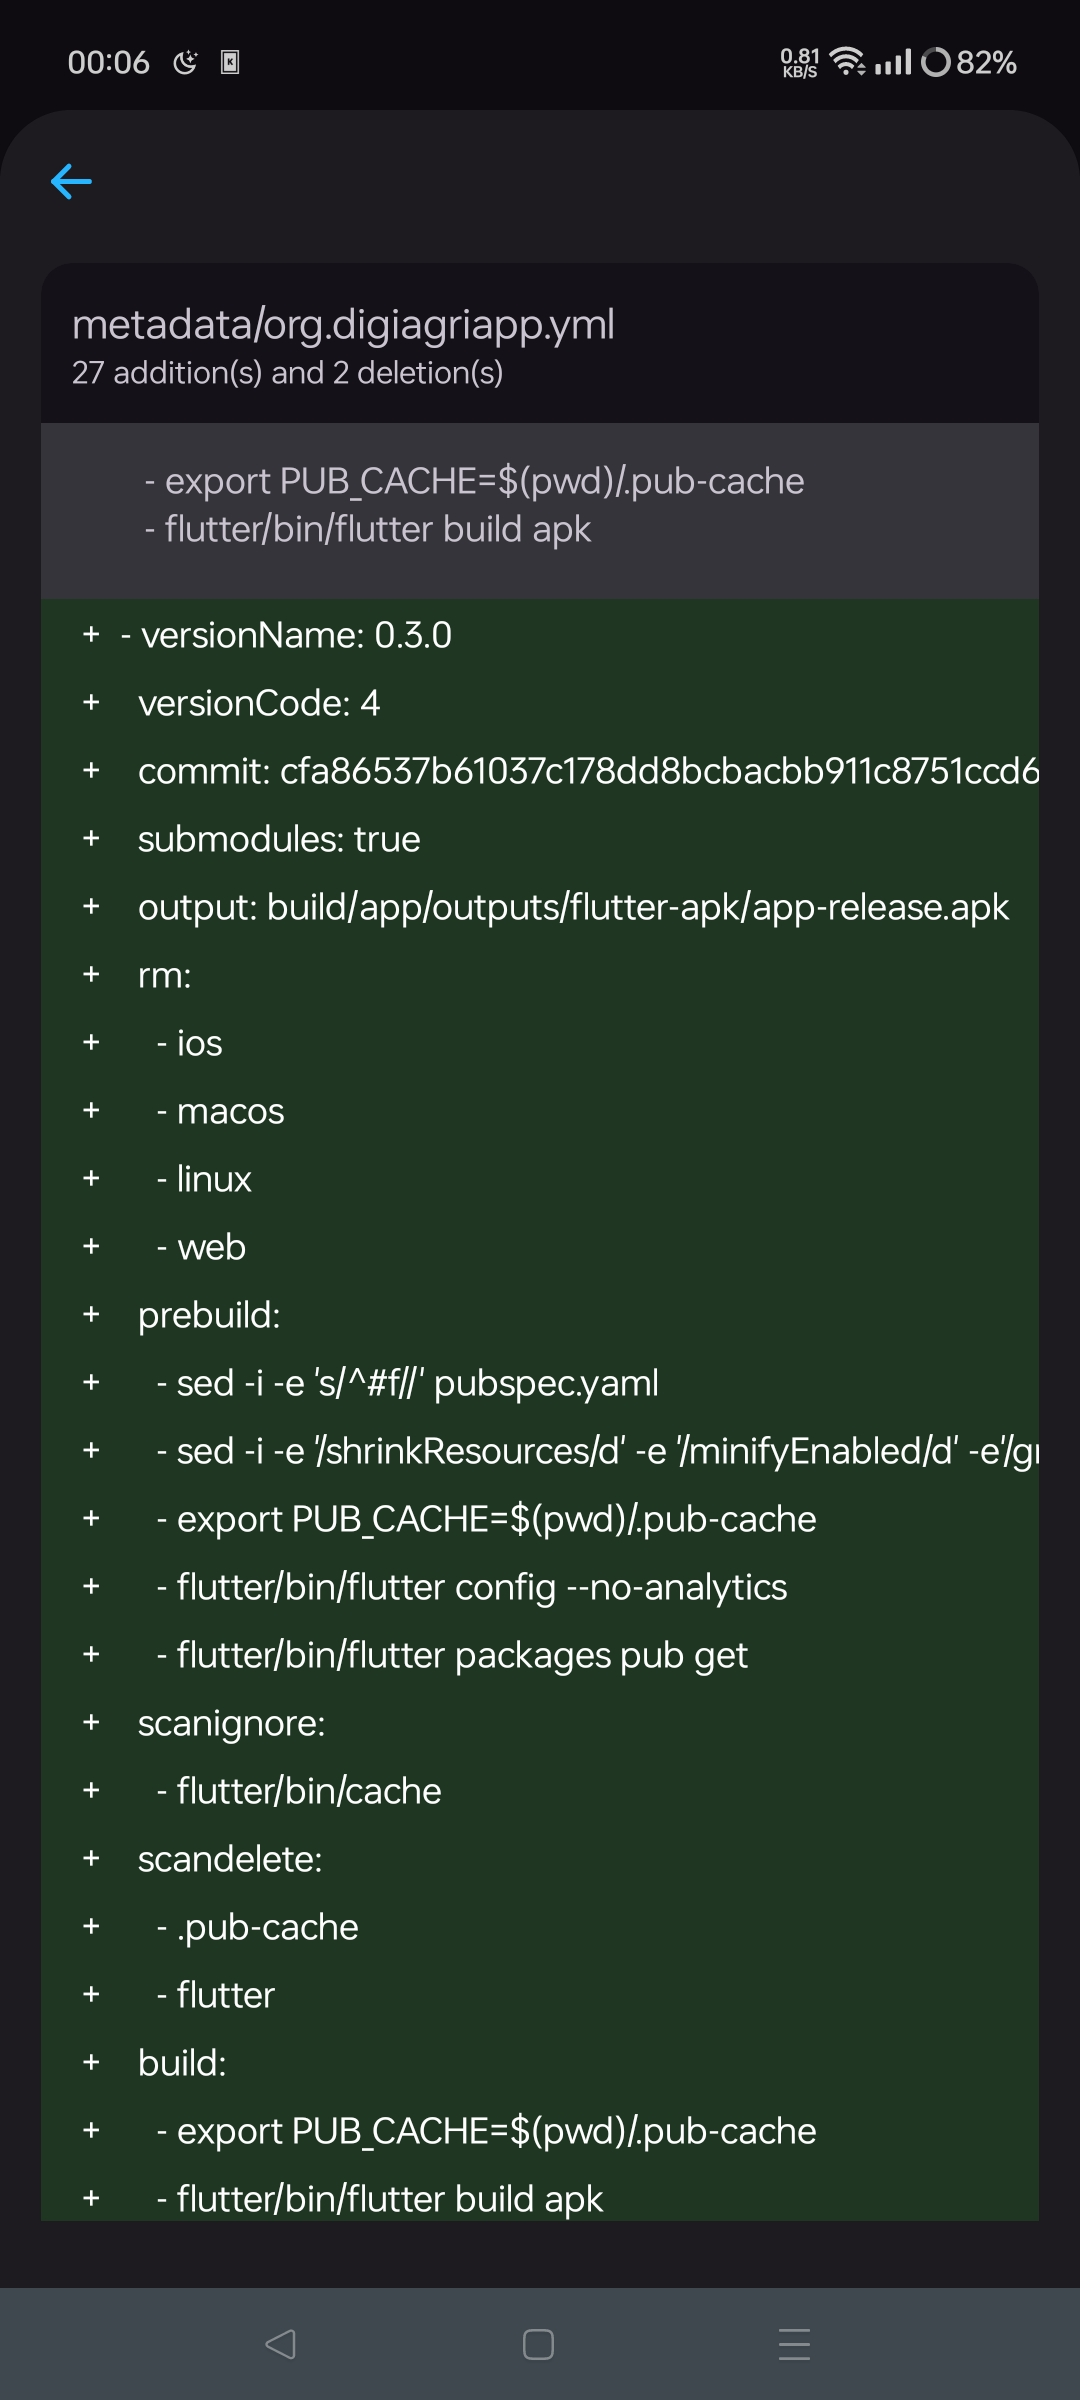 00:06
0.81
KB/S
82%
metadata/org.digiagriapp.yml
27 addition(s) and 2 deletion(s)
- export PUB_CACHE=$(pwd)/.pub-cache
- flutter/bin/flutter build apk
+ - versionName: 0.3.0
+ versionCode: 4
+ commit: cfa86537b61037c178dd8bcbacbb911c8751ccd6
+ submodules: true
+ output: build/app/outputs/flutter-apk/app-release.apk
+ rm:
+ - ios
+ - macos
+ - linux
+ - web
+ prebuild:
+ - sed -i -e 's/^#f//' pubspec.yaml
+ - sed -i -e '/shrinkResources/d' -e '/minifyEnabled/d' -e'/g
+ - export PUB_CACHE=$(pwd)/.pub-cache
+ - flutter/bin/flutter config --no-analytics
+ - flutter/bin/flutter packages pub get
+ scanignore:
+ - flutter/bin/cache
+ scandelete:
+ - .pub-cache
+ - flutter
+ build:
+ - export PUB_CACHE=$(pwd)/.pub-cache
+ - flutter/bin/flutter build apk